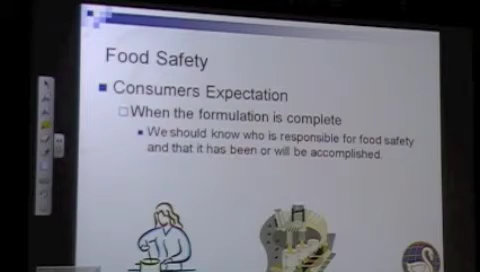 Food Safety
Consumers Expectation
When the formulation is complete
We should know who is responsible for food safety
and that it has been or will be accomplished.